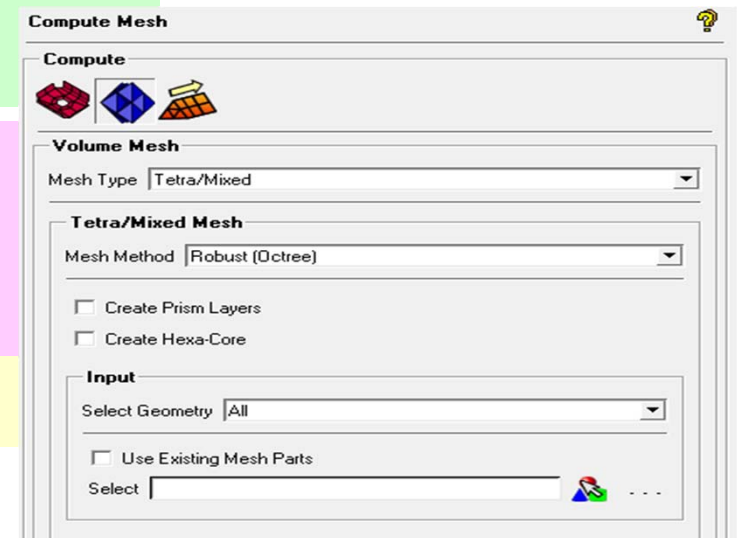 Compute Mesh
Compute
Volume Mesh
Mesh Type Tetra/Mixed
Tetra/Mixed Mesh
Mesh Method Robust (Octree)
Create Prism Layers
Create Hexa-Core
Input
Select Geometry All
Use Existing Mesh Parts
Select ...